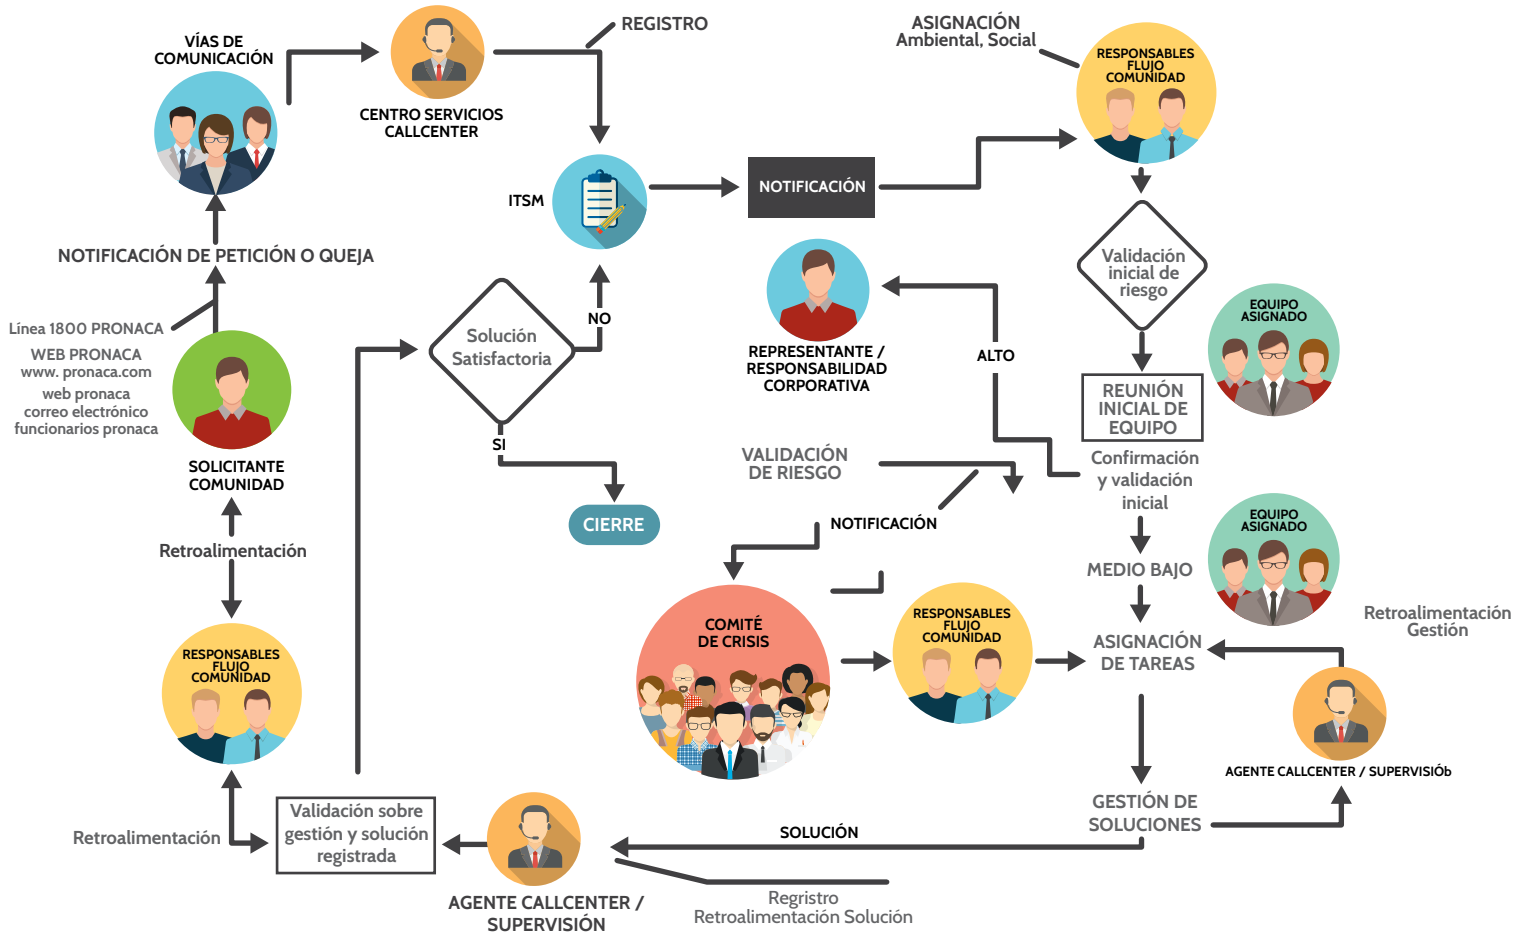 REGISTRO
ASIGNACIÓN
Ambiental, Social
VÍAS DE
COMUNICACIÓN
CENTRO SERVICIOS
CALLCENTER
RESPONSABLES
FLUJO
COMUNIDAD
ITSM
NOTIFICACIÓN
NOTIFICACIÓN DE PETICIÓN O QUEJA
Validación
inicial de
riesgo
Línea 1800 PRONACA
WEB PRONACA
www. pronaca.com
web pronaca
correo electrónico
funcionarios pronaca
SOLICITANTE
COMUNIDAD
Solución
Satisfactoria
NO
SI
CIERRE
REPRESENTANTE /
RESPONSABILIDAD
CORPORATIVA
ALTO
EQUIPO
ASIGNADO
REUNIÓN
INICIAL DE
EQUIPO
Confirmación
y validación
inicial
VALIDACIÓN
DE RIESGO
NOTIFICACIÓN
EQUIPO
ASIGNADO
MEDIO BAJO
Retroalimentación
RESPONSABLES
FLUJO
COMUNIDAD
COMITÉ
DE CRISIS
RESPONSABLES
FLUJO
COMUNIDAD
ASIGNACIÓN
DE TAREAS
Retroalimentación
Gestión
AGENTE CALLCENTER / SUPERVISIÓb
GESTIÓN DE
SOLUCIONES
SOLUCIÓN
Retroalimentación
Validación sobre
gestión y solución
registrada
AGENTE CALLCENTER /
SUPERVISIÓN
Regristro
Retroalimentación Solución